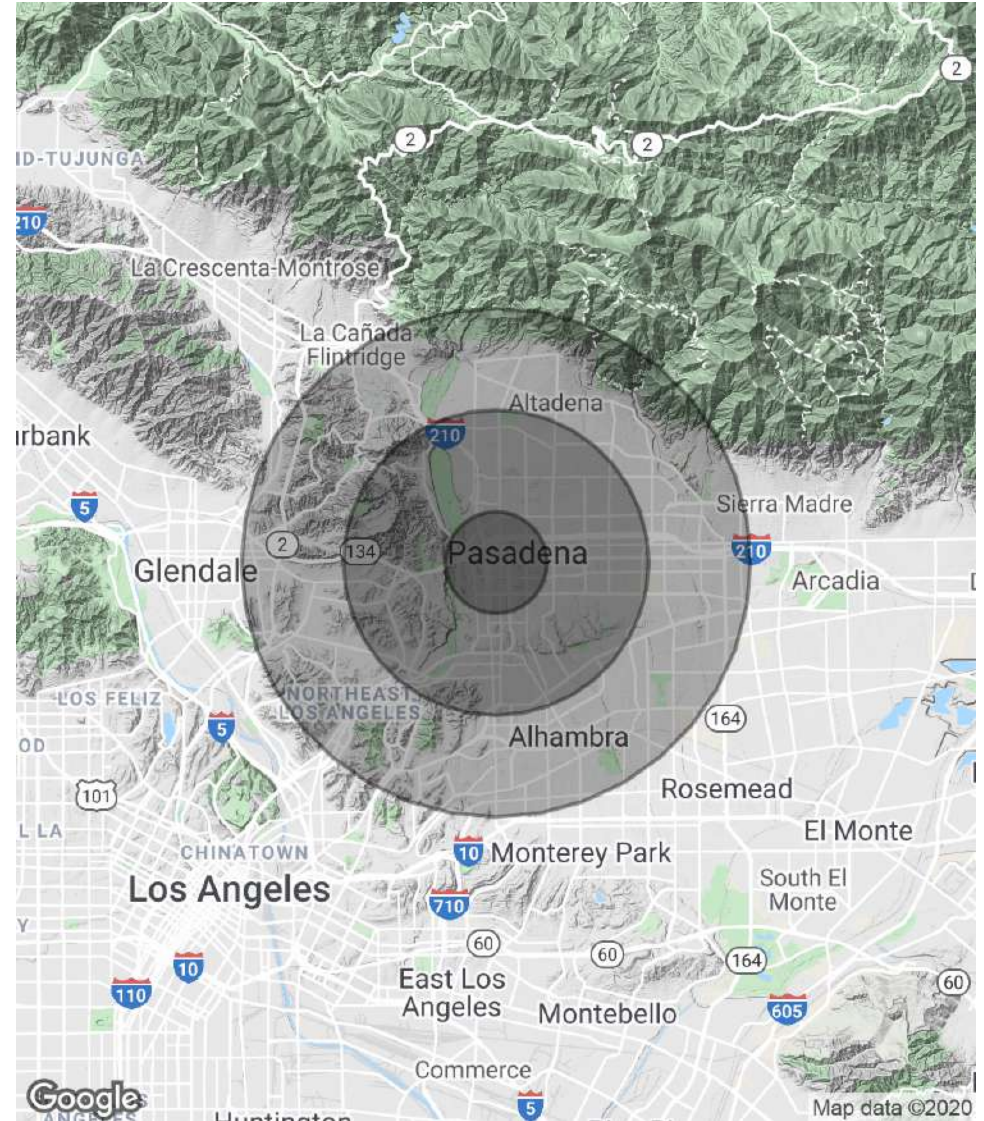 2
2
2
ID-TUJUNGA
210
La Crescenta-Montrose
La Cañada
Flintridge
Altadena
urbank
210
5
Sierra Madre
2
134
Pasadena
210
Glendale
Arcadia
LOS FELIZ
NORTHEAST
LOS ANGELES
5
164
OD
Alhambra
101
Rosemead
L LA
CHINATOWN
10
Monterey Park
El Monte
Los Angeles
710
South El
Monte
Y
60
60
164
10
East Los
Angeles
60
110
Montebello
605
Commerce
Google
5
Map data ©2020
Huntington